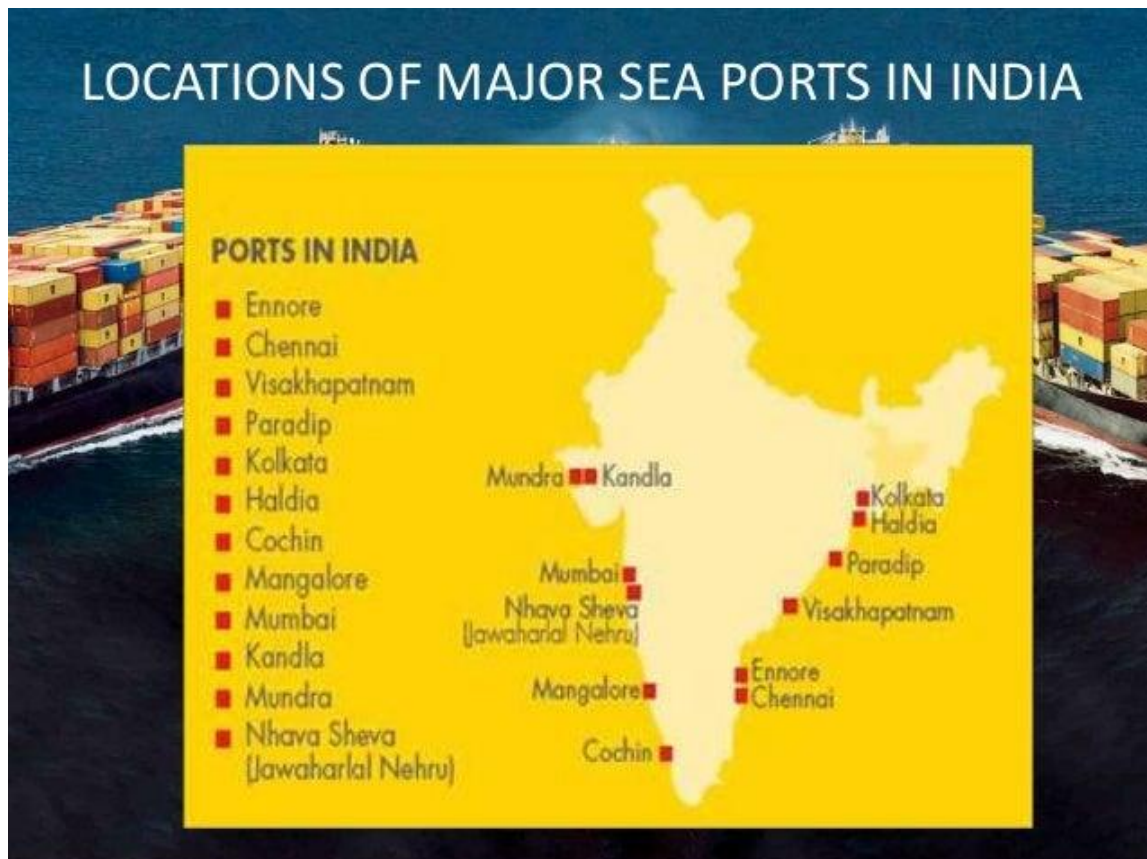 LOCATIONS OF MAJOR SEA PORTS IN INDIA
PORTS IN INDIA
Ennore
Chennai
Visakhapatnam
Paradip
Kolkata
Haldia
Cochin
Mangalore
Mumbai
Kandla
Mundra
Nhava Sheva
(Jawaharlal Nehru)
Mundra
Kandla
Kolkata
Haldia
Paradip
Mumbai
Nhava Sheva
(Jawaharlal Nehru)
Visakhapatnam
Ennore
Chennai
Mangalore
Cochin